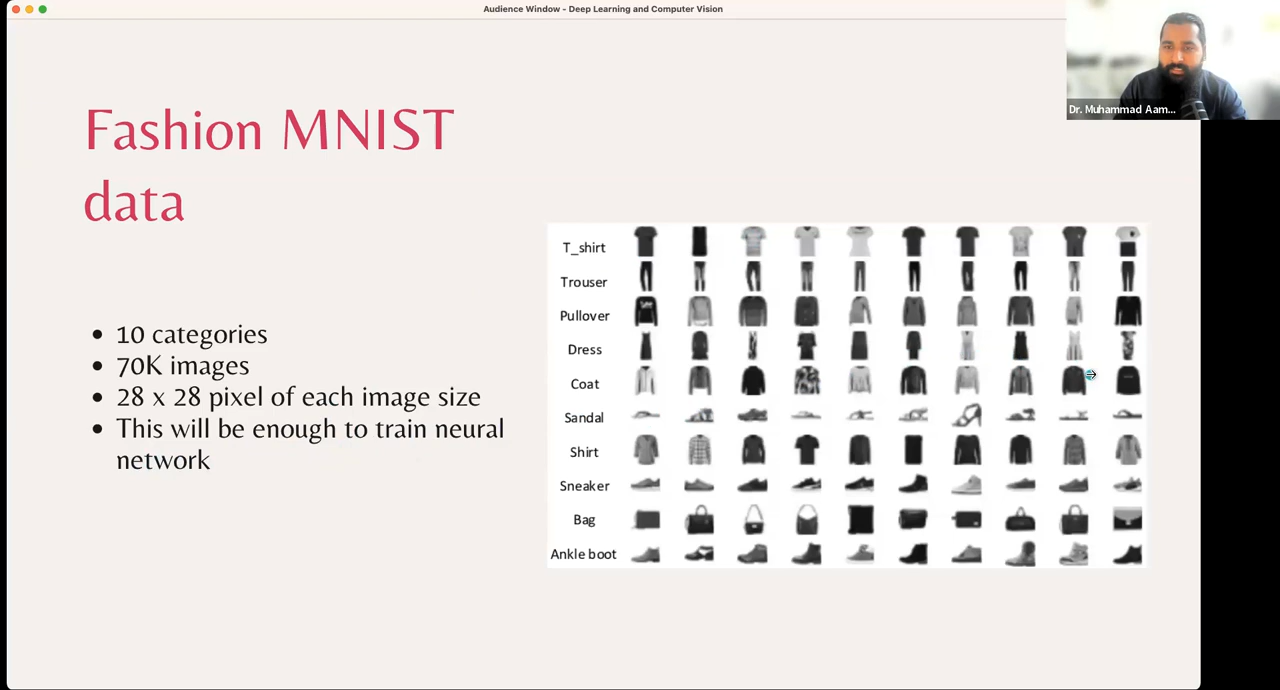 Audience Window - Deep Learning and Computer Vision
Dr. Muhammad Aam...
Fashion MNIST
data
• 10 categories
• 70K images
• 28 x 28 pixel of each image size
• This will be enough to train neural
network
T_shirt
Trouser
Pullover
Dress
Coat
Sandal
Shirt
Sneaker
Bag
Ankle boot